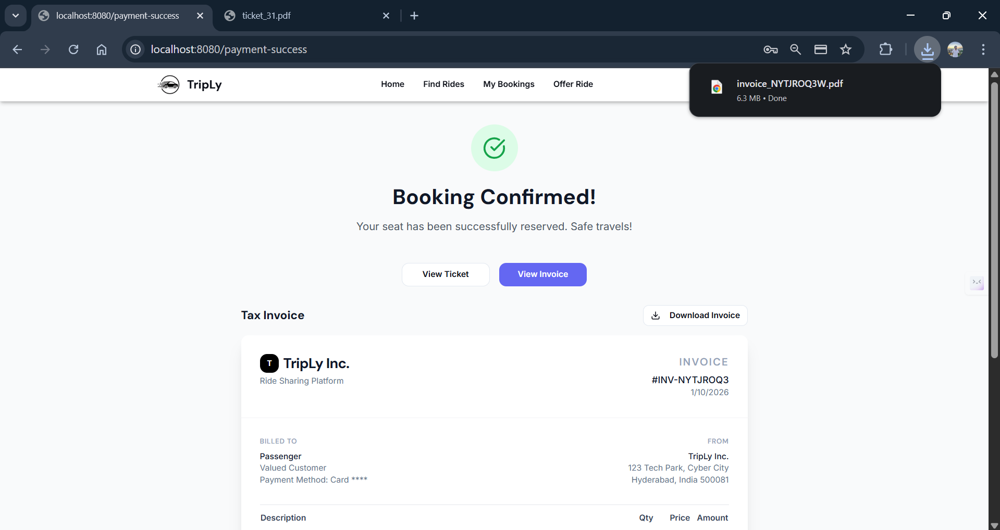 localhost:8080/payment-success
ticket_31.pdf
localhost:8080/payment-success
TripLy
Home
Find Rides
My Bookings
Offer Ride
invoice_NYTJROQ3W.pdf
6.3 MB • Done
Booking Confirmed!
Your seat has been successfully reserved. Safe travels!
View Ticket
View Invoice
Tax Invoice
Download Invoice
T TripLy Inc.
Ride Sharing Platform
INVOICE
#INV-NYTJROQ3
1/10/2026
BILLED TO
Passenger
Valued Customer
Payment Method: Card ****
FROM
TripLy Inc.
123 Tech Park, Cyber City
Hyderabad, India 500081
Description Qty Price Amount